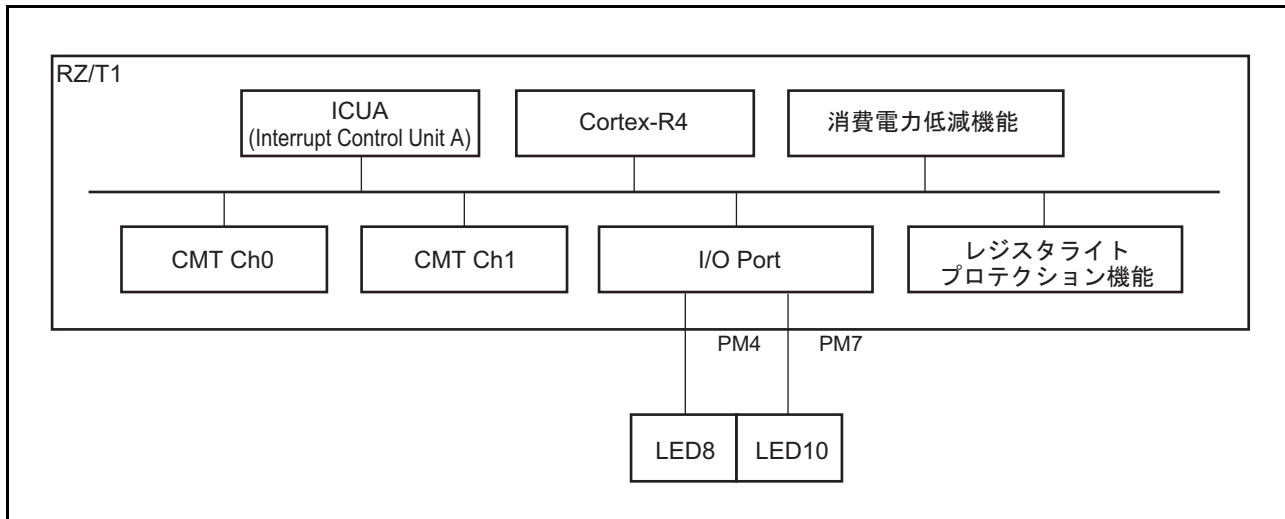 RZ/T1
ICUA
(Interrupt Control Unit A)
Cortex-R4
消費電力低減機能
CMT Ch0
CMT Ch1
I/O Port
レジスタライト
プロテクション機能
PM4
PM7
LED8
LED10